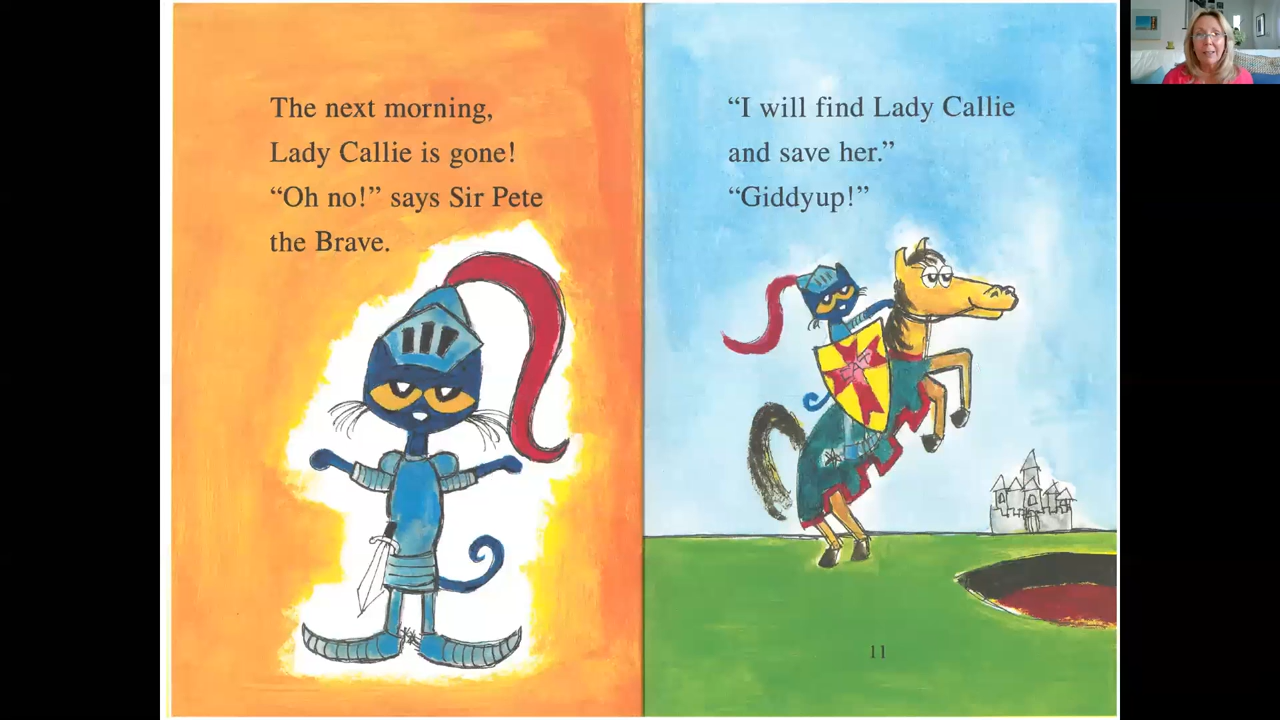 The next morning,
Lady Callie is gone!
“Oh no!” says Sir Pete
the Brave.
“I will find Lady Callie
and save her.”
“Giddyup!”
11